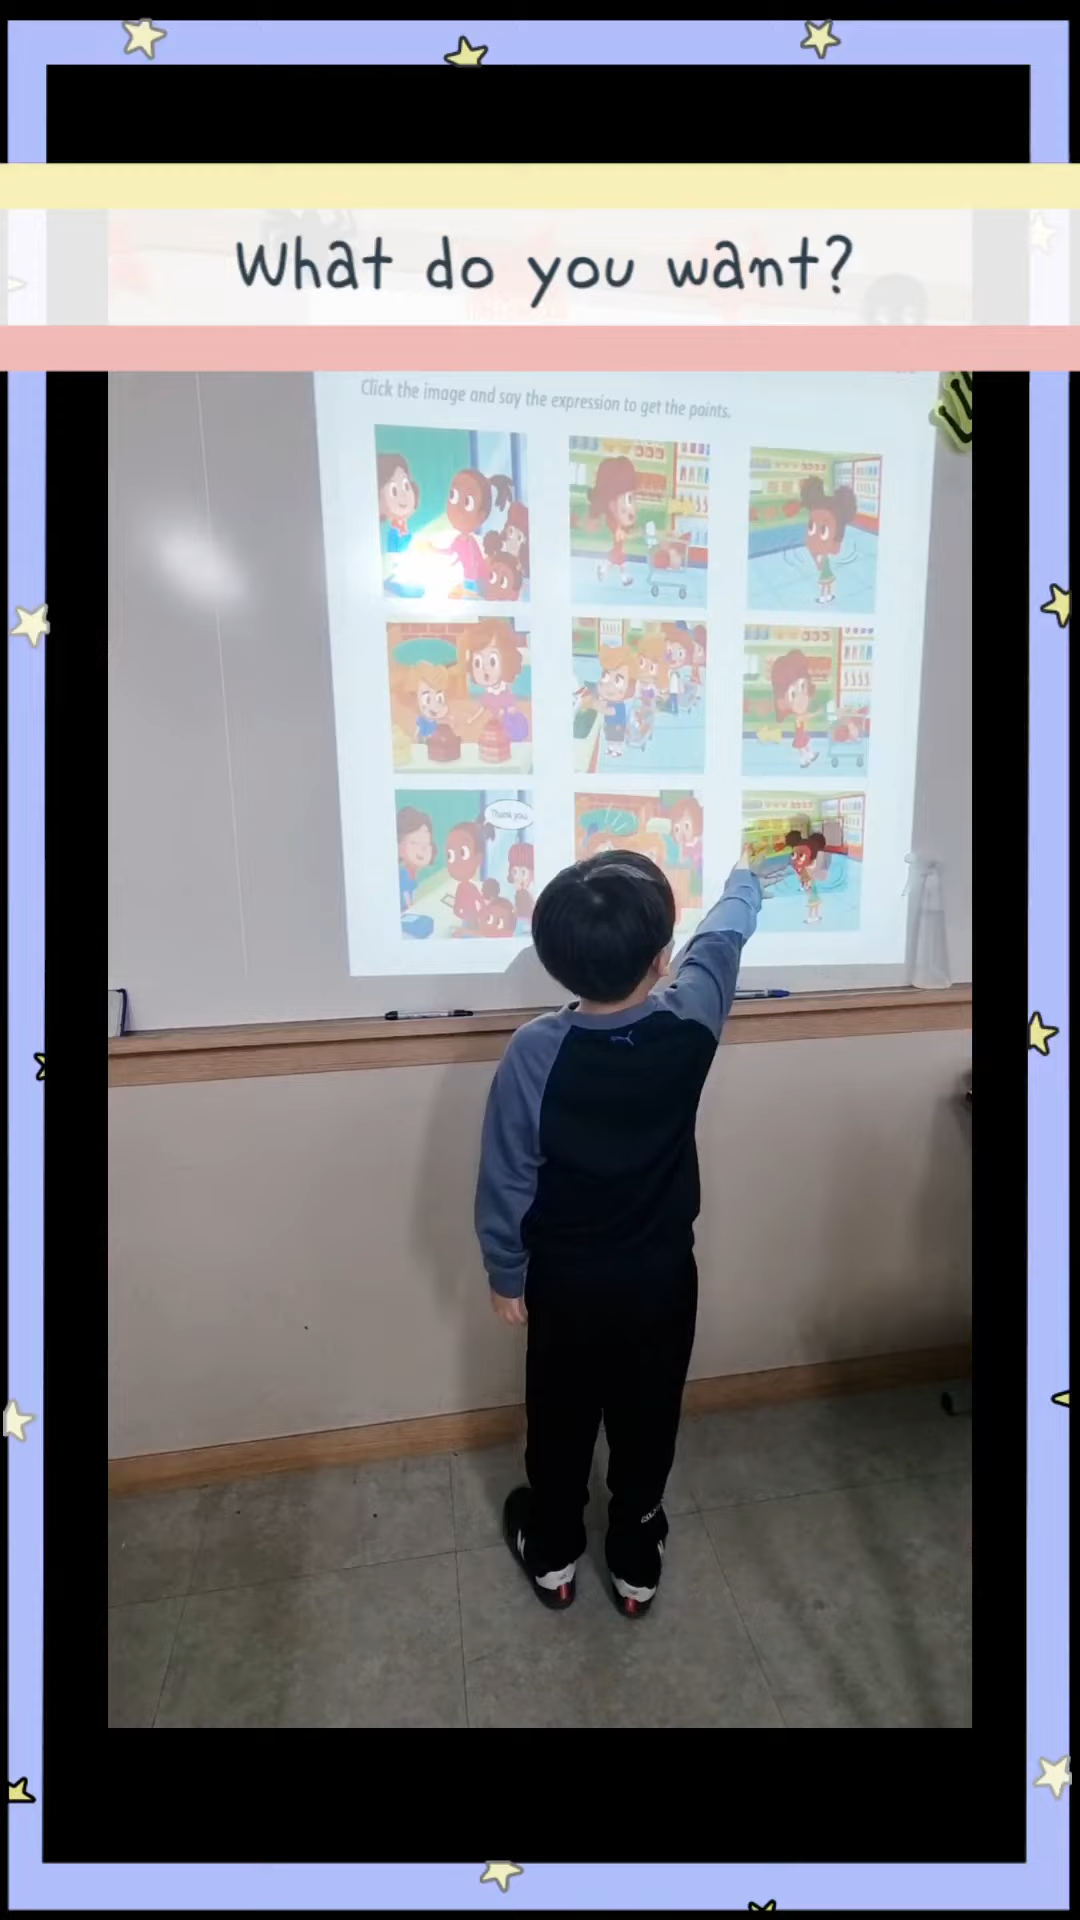 What do you want?
Click the image and say the expression to get the points.
Thank you.